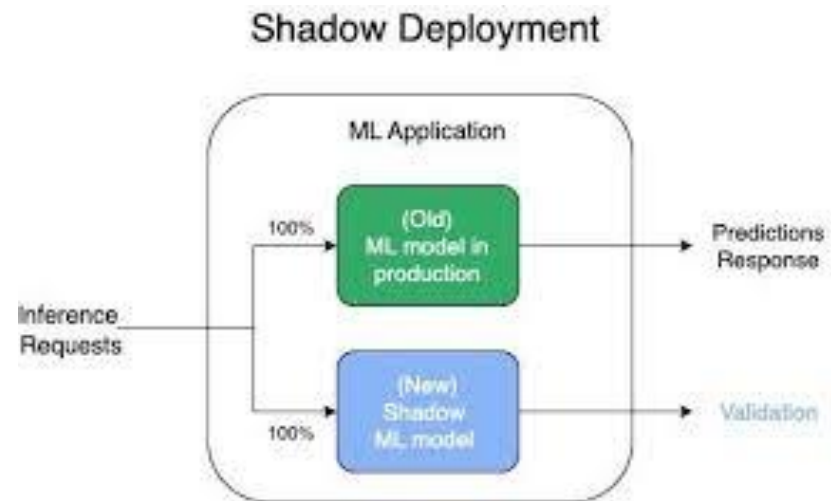 Shadow Deployment
ML Application
100%
(Old)
ML model in
production
Predictions
Response
Inference
Requests
(New)
Shadow
ML model
100%
Validation